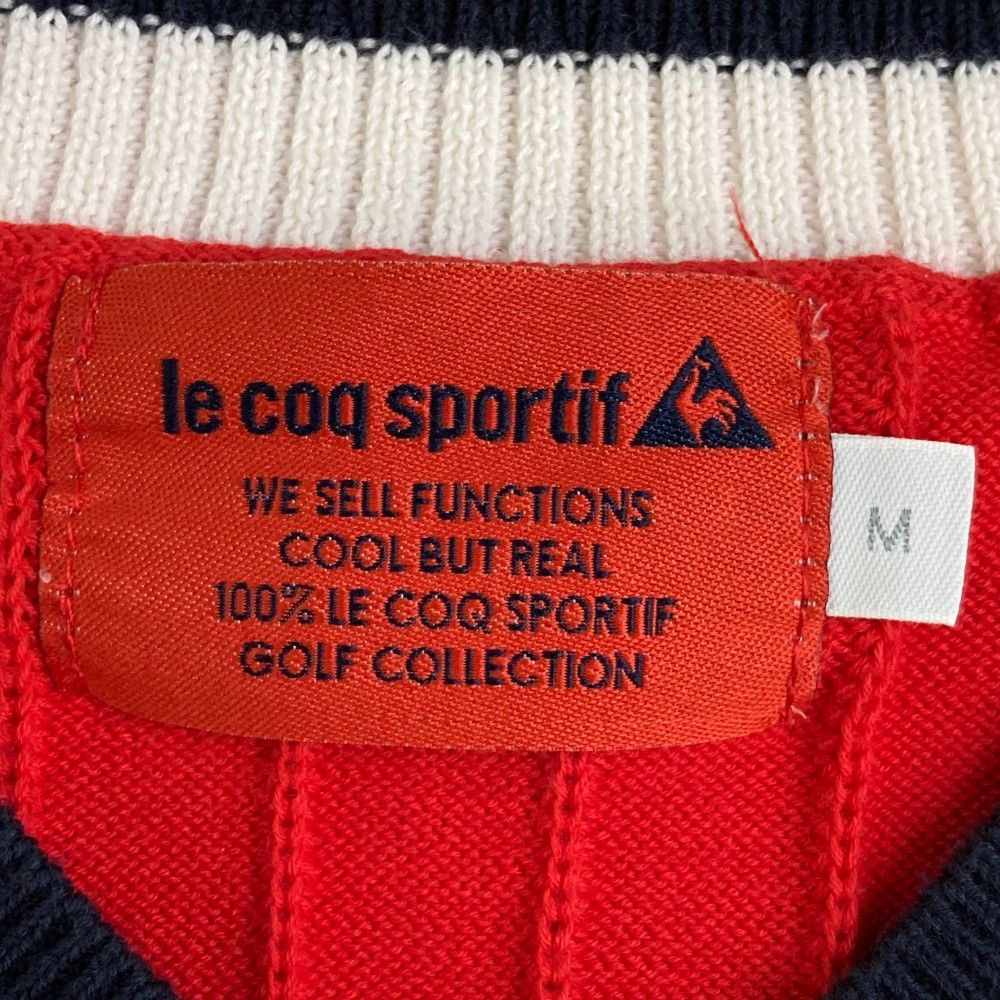 le coq sportif
WE SELL FUNCTIONS
COOL BUT REAL
100% LE COQ SPORTIF
GOLF COLLECTION
M